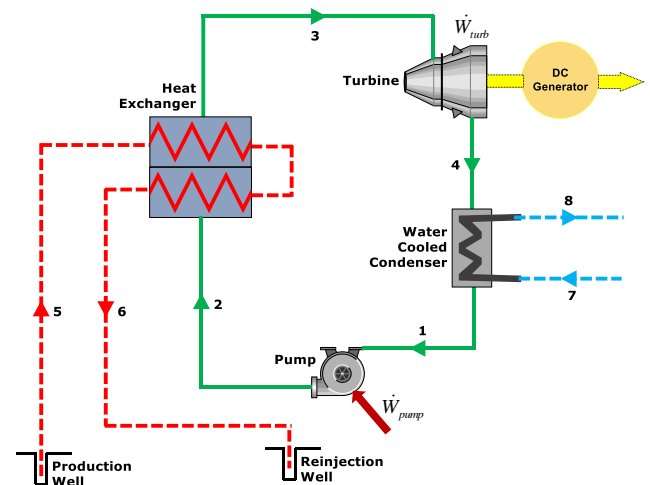 3
Ẇturb
Heat
Exchanger
Turbine
DC
Generator
4
8
Water
Cooled
Condenser
7
5
6
2
1
Pump
Ẇpump
Production
Well
Reinjection
Well